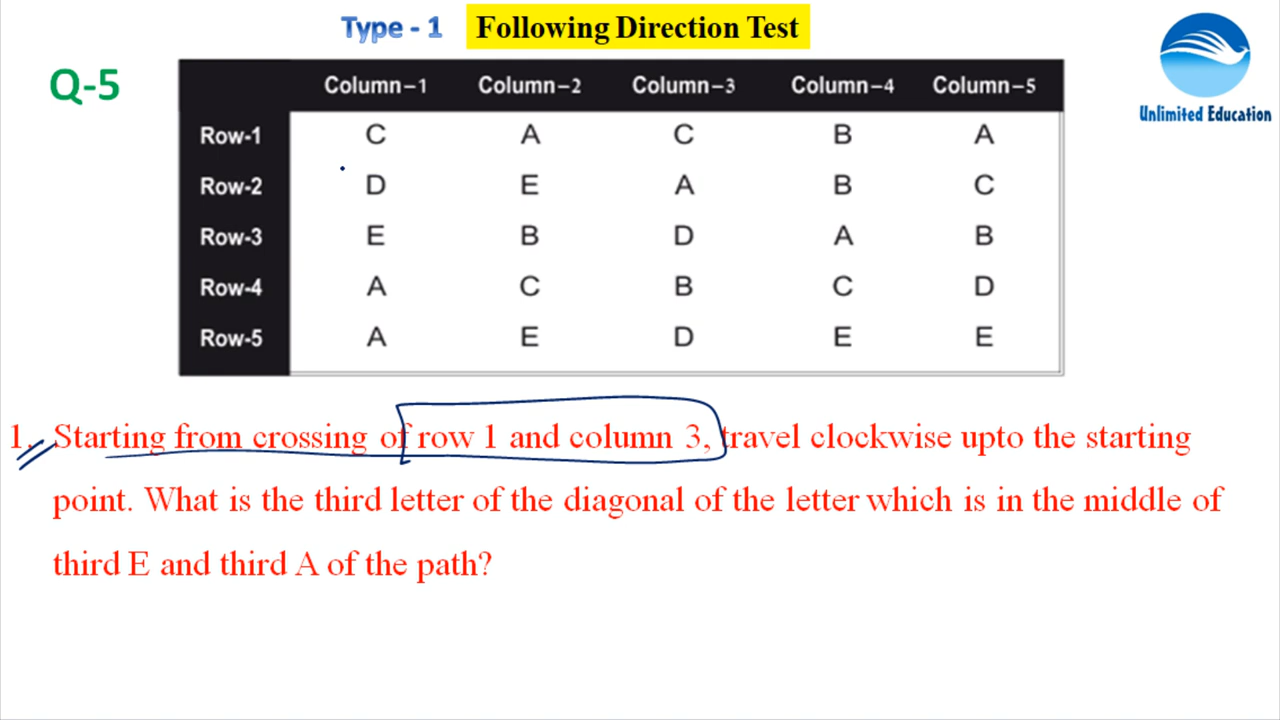 Type - 1 Following Direction Test
Unlimited Education
Q-5
Column-1 Column-2 Column-3 Column-4 Column-5
Row-1 C A C B A
Row-2 D E A B C
Row-3 E B D A B
Row-4 A C B C D
Row-5 A E D E E
1. Starting from crossing of row 1 and column 3, travel clockwise upto the starting
point. What is the third letter of the diagonal of the letter which is in the middle of
third E and third A of the path?